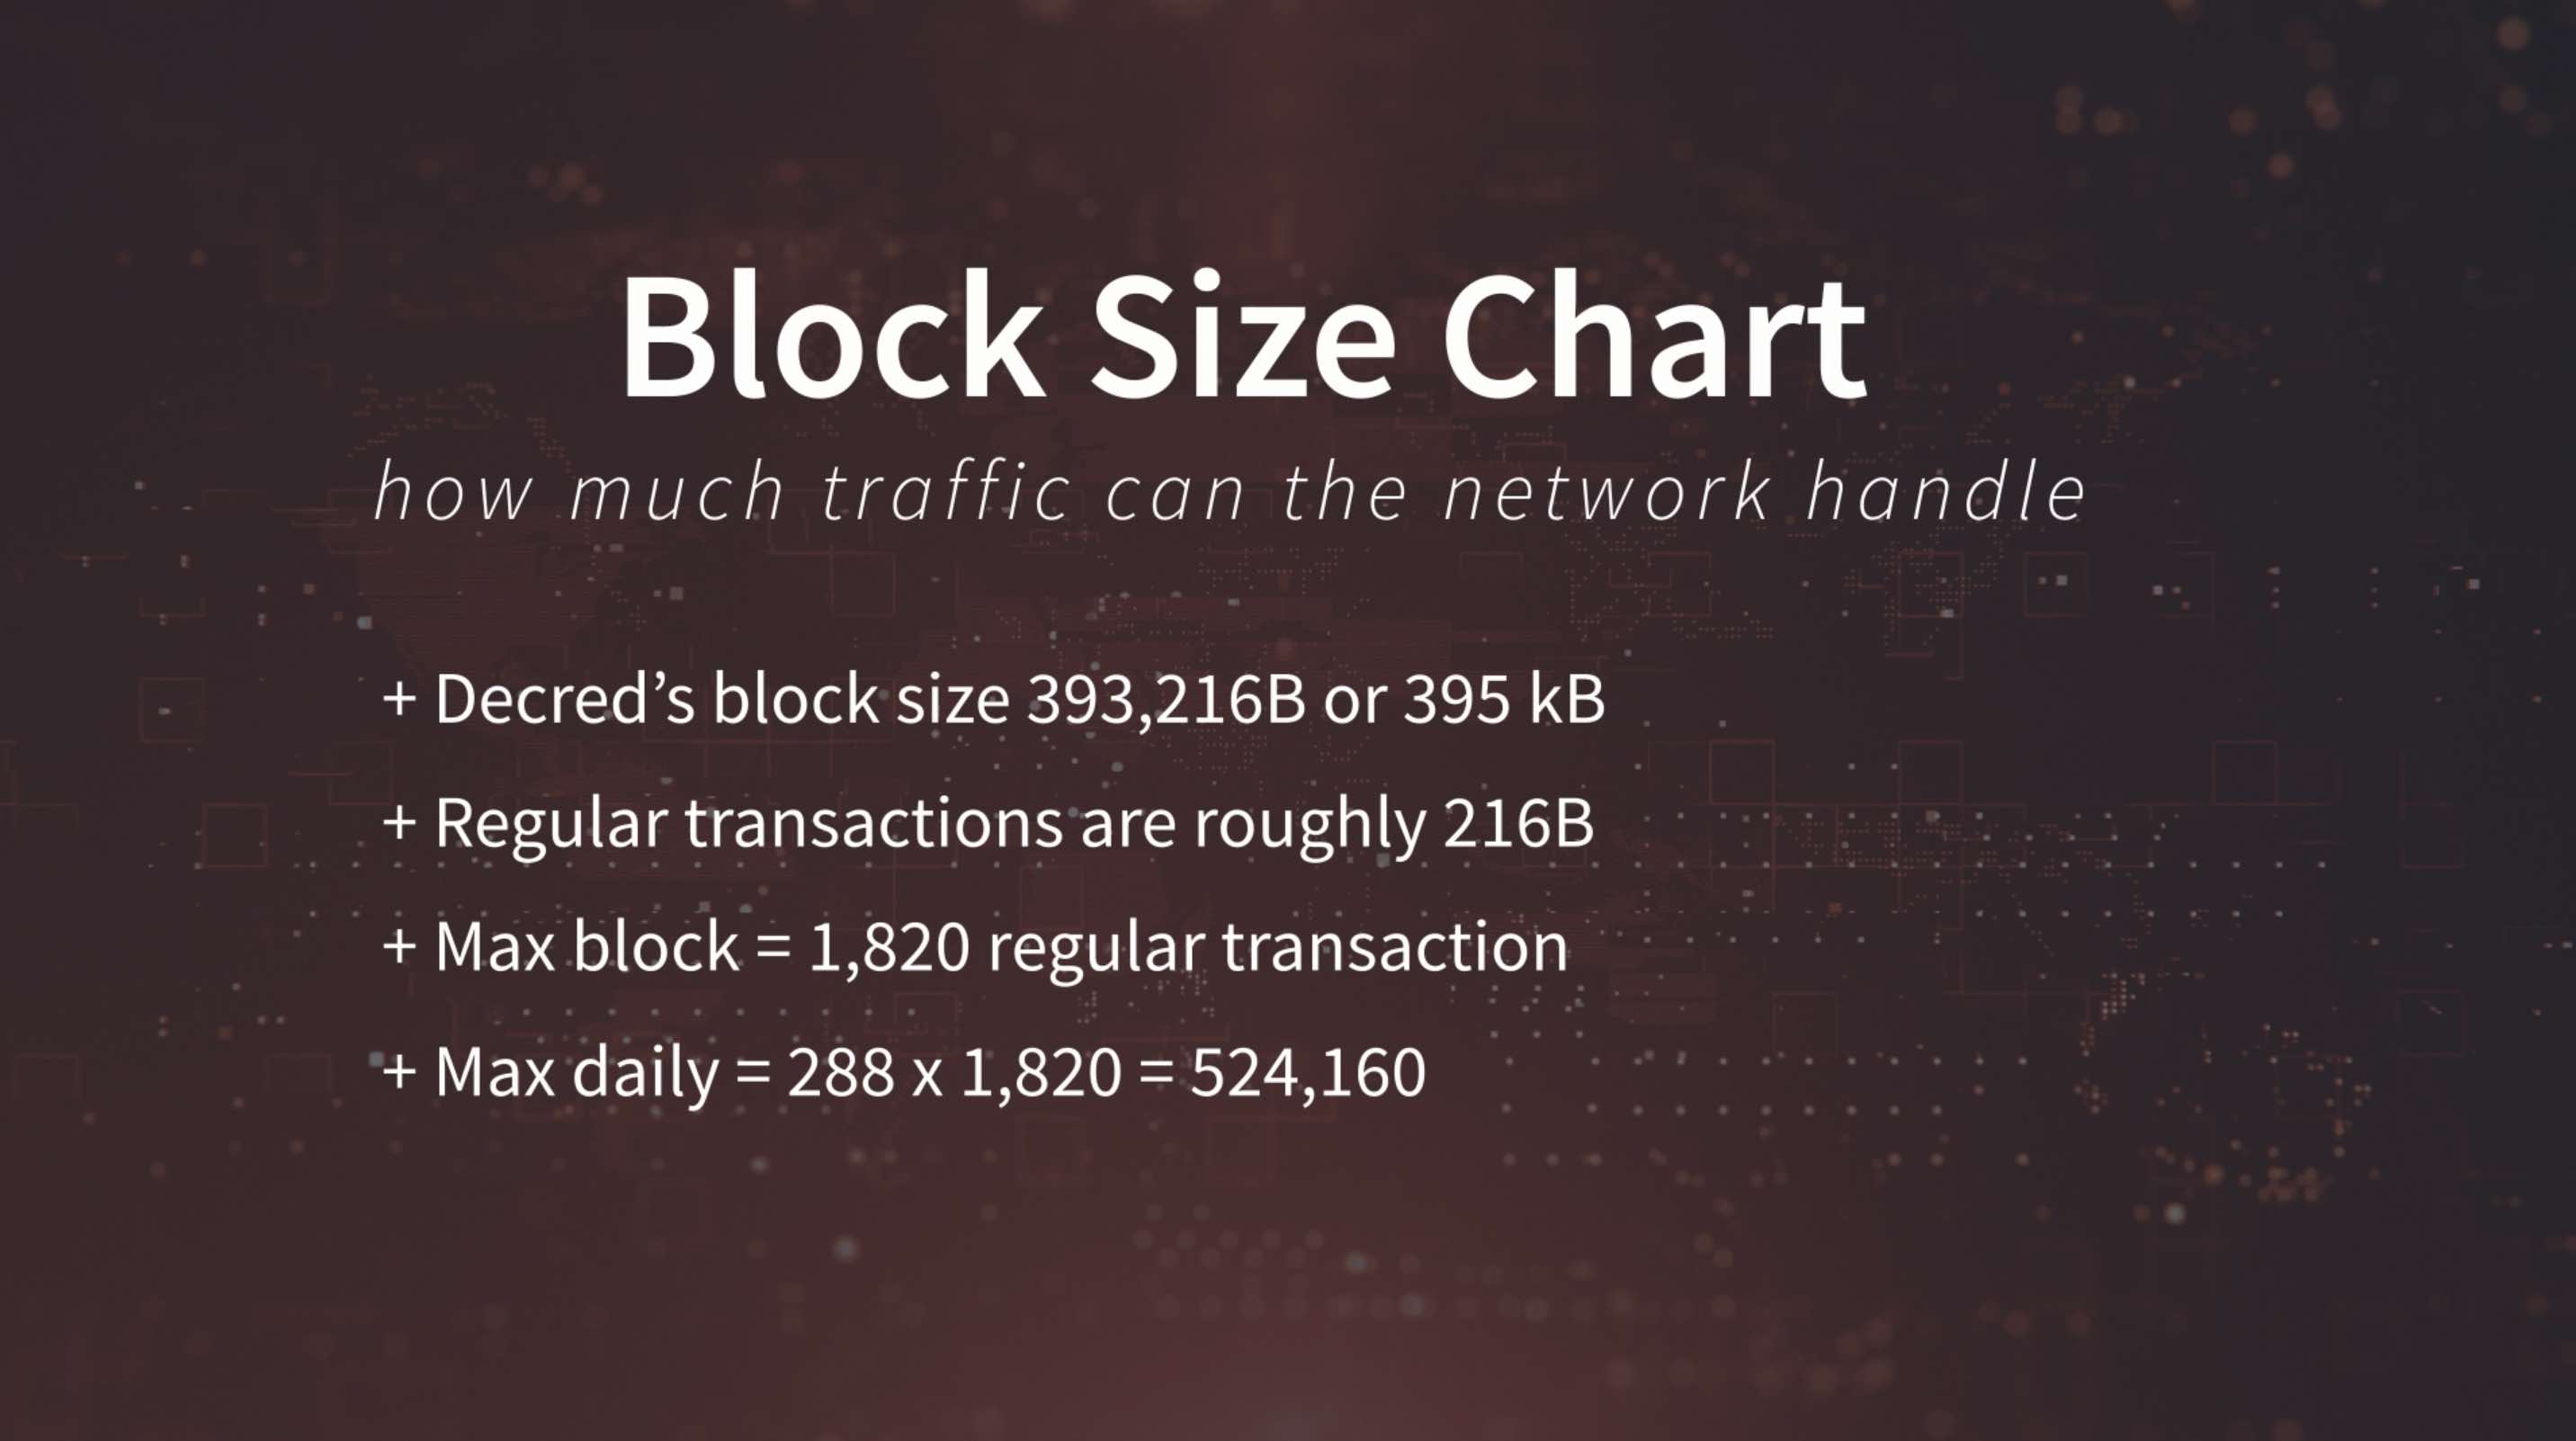 Block Size Chart
how much traffic can the network handle
+ Decred’s block size 393,216B or 395 kB
+ Regular transactions are roughly 216B
+ Max block = 1,820 regular transaction
+ Max daily = 288 x 1,820 = 524,160